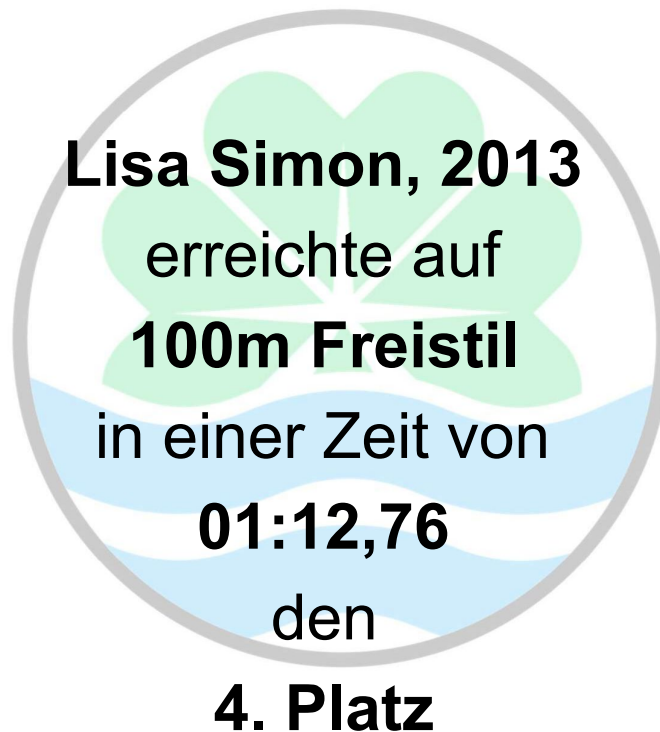 Lisa Simon, 2013
erreichte auf
100m Freistil
in einer Zeit von
01:12,76
den
4. Platz